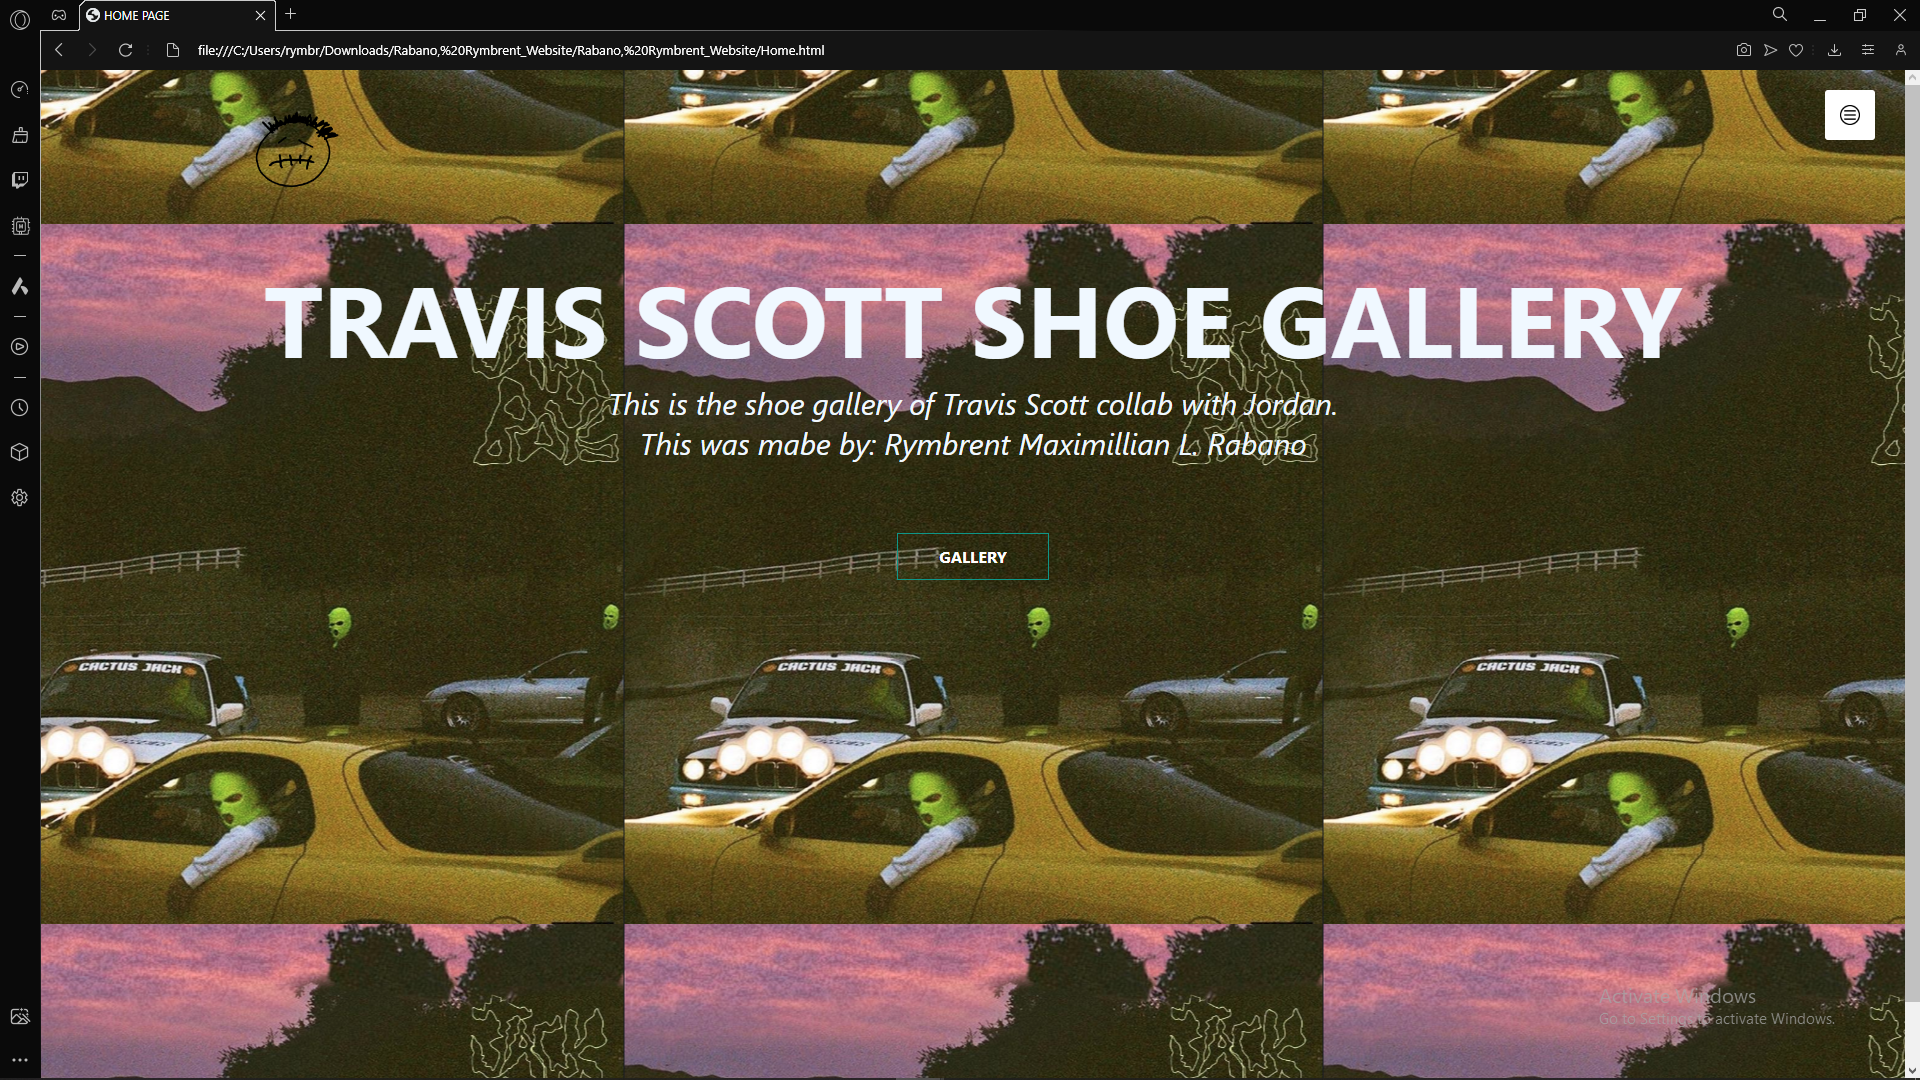 HOME PAGE
file:///C:/Users/rymbr/Downloads/Rabano,%20Rymbrent_Website/Rabano,%20Rymbrent_Website/Home.html
TRAVIS SCOTT SHOE GALLERY
This is the shoe gallery of Travis Scott collab with Jordan.
This was mabe by: Rymbrent Maximillian L. Rabano
GALLERY
CACTUS JACK
CACTUS JACK
CACTUS JACK
Activate Windows
Go to Settings to activate Windows.
JACK
JACK